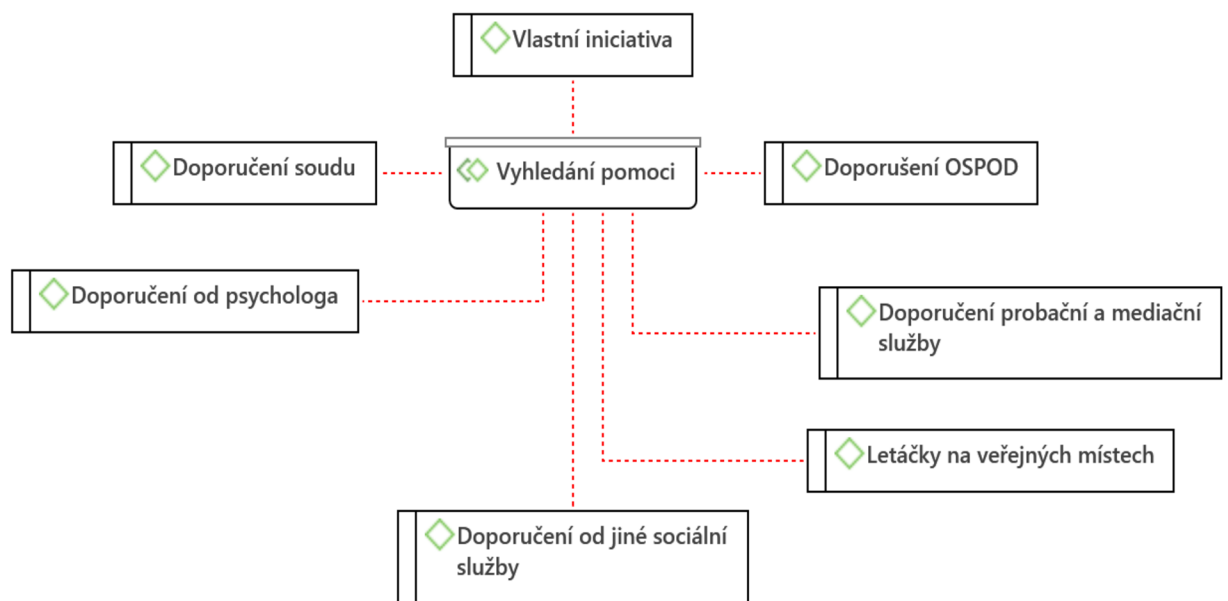 Vlastní iniciativa
Doporučení soudu
Vyhledání pomoci
Doporušení OSPOD
Doporučení od psychologa
Doporučení probační a mediační
služby
Letáčky na veřejných místech
Doporučení od jiné sociální
služby